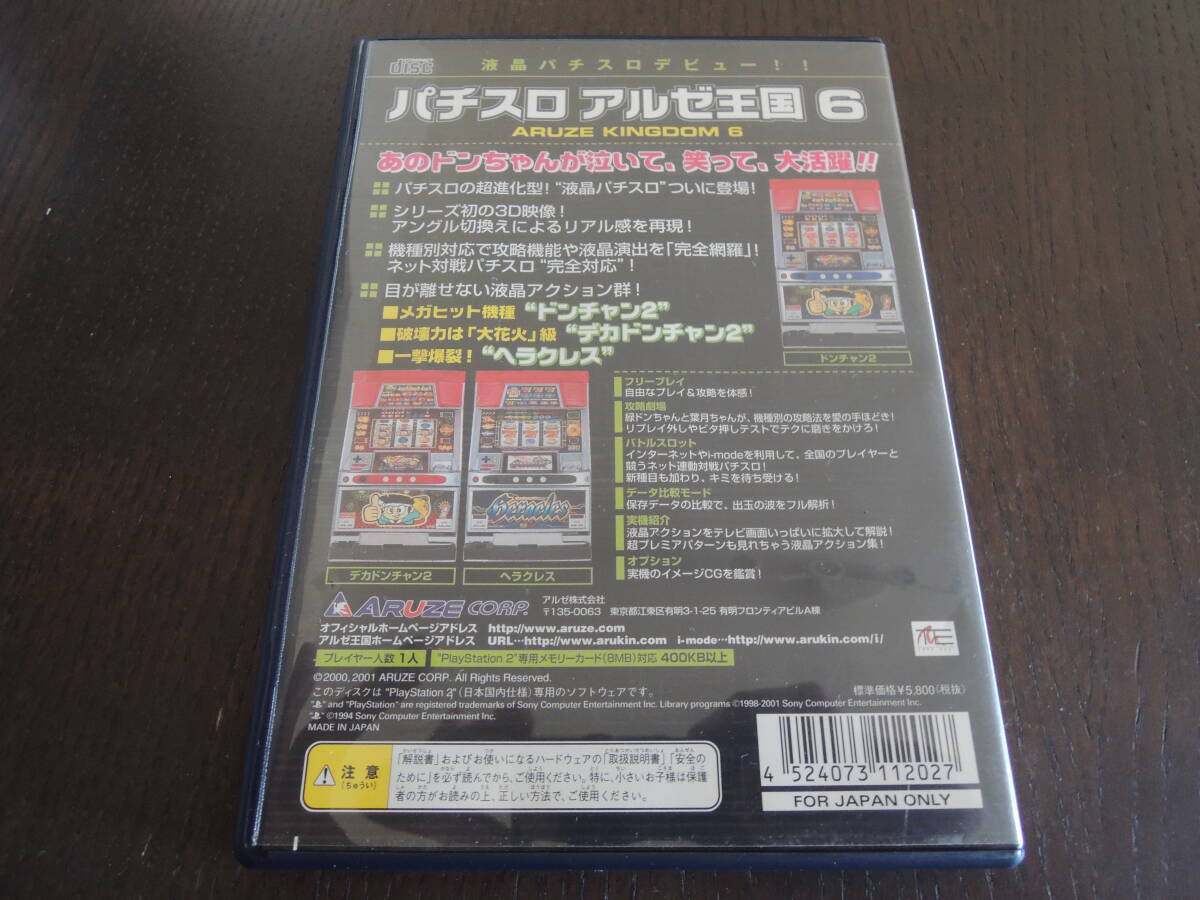 COMPACT disc
液晶パチスロデビュー!!
パチスロ アルゼ王国 6
ARUZE KINGDOM 6
あのドンちゃんが泣いて、笑って、大活躍!!
パチスロの超進化型!“液晶パチスロ”ついに登場!
シリーズ初の3D映像!
アングル切換えによるリアル感を再現!
機種別対応で攻略機能や液晶演出を「完全網羅」!
ネット対戦パチスロ“完全対応”!
目が離せない液晶アクション群!
■メガヒット機種 “ドンチャン2”
■破壊力は「大花火」級 “デカドンチャン2”
■一撃爆裂! “ヘラクレス”
ドンチャン2
デカドンチャン2
Heracles
ヘラクレス
フリープレイ
自由なプレイ&攻略を体感!
攻略劇場
緑ドンちゃんと葉月ちゃんが、機種別の攻略法を愛の手ほどき!
リプレイ外しやビタ押しテストでテクに磨きをかけろ!
バトルスロット
インターネットやi-modeを利用して、全国のプレイヤーと
競うネット連動対戦パチスロ!
新種目も加わり、キミを待ち受ける!
データ比較モード
保存データの比較で、出玉の波をフル解析!
実機紹介
液晶アクションをテレビ画面いっぱいに拡大して解説!
超プレミアパターンも見れちゃう液晶アクション集!
オプション
実機のイメージCGを鑑賞!
ARUZE CORP.
アルゼ株式会社
〒135-0063 東京都江東区有明3-1-25 有明フロンティアビルA棟
オフィシャルホームページアドレス http://www.aruze.com
アルゼ王国ホームページアドレス URL…http://www.arukin.com i-mode…http://www.arukin.com/i/
プレイヤー人数 1人
"PlayStation 2"専用メモリーカード(8MB)対応 400KB以上
©2000, 2001 ARUZE CORP. All Rights Reserved.
このディスクは "PlayStation 2"(日本国内仕様)専用のソフトウェアです。
標準価格¥5,800(税抜)
" " and "PlayStation" are registered trademarks of Sony Computer Entertainment Inc. Library programs ©1998-2001 Sony Computer Entertainment Inc.
" " ©1994 Sony Computer Entertainment Inc.
MADE IN JAPAN
注意
(ちゅうい)
「解説書」およびお使いになるハードウェアの「取扱説明書」「安全の
ために」を必ず読んでから、ご使用ください。特に、小さいお子様は保護
者の方がお読みの上、正しい方法で、ご使用ください。
4 524073 112027
FOR JAPAN ONLY